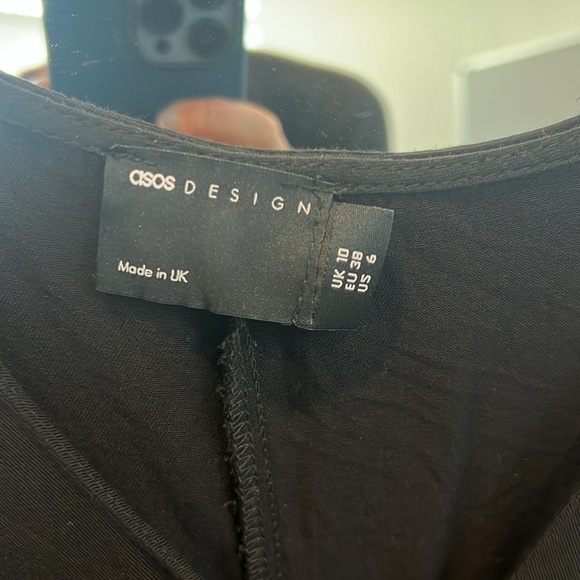 asos DESIGN
Made in UK
UK 10
EU 38
US 6